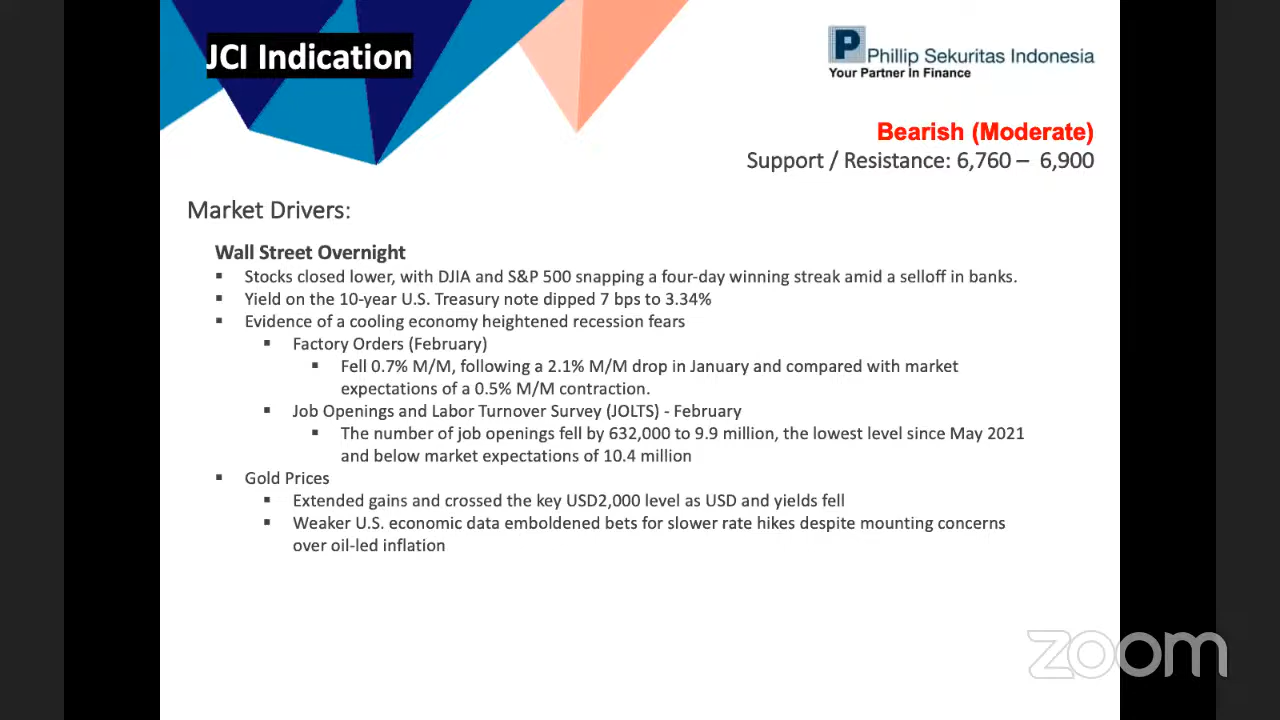 JCI Indication
P Phillip Sekuritas Indonesia
Your Partner in Finance
Bearish (Moderate)
Support / Resistance: 6,760 – 6,900
Market Drivers:
Wall Street Overnight
▪ Stocks closed lower, with DJIA and S&P 500 snapping a four-day winning streak amid a selloff in banks.
▪ Yield on the 10-year U.S. Treasury note dipped 7 bps to 3.34%
▪ Evidence of a cooling economy heightened recession fears
▪ Factory Orders (February)
▪ Fell 0.7% M/M, following a 2.1% M/M drop in January and compared with market
expectations of a 0.5% M/M contraction.
▪ Job Openings and Labor Turnover Survey (JOLTS) - February
▪ The number of job openings fell by 632,000 to 9.9 million, the lowest level since May 2021
and below market expectations of 10.4 million
▪ Gold Prices
▪ Extended gains and crossed the key USD2,000 level as USD and yields fell
▪ Weaker U.S. economic data emboldened bets for slower rate hikes despite mounting concerns
over oil-led inflation
zoom